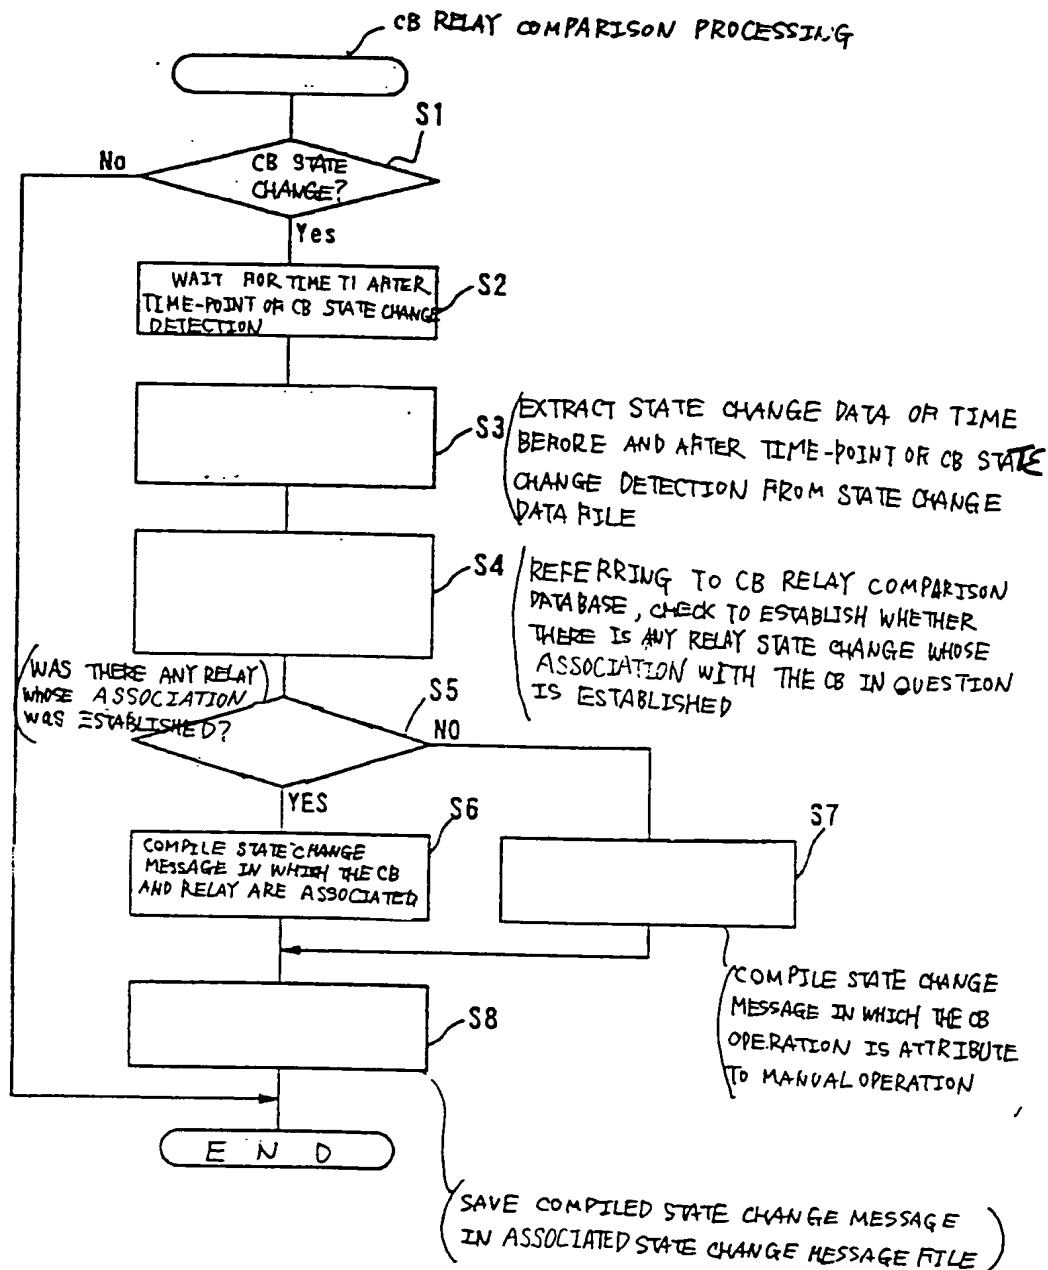 CB RELAY COMPARISON PROCESSING
S1
No
CB STATE
CHANGE?
Yes
WAIT FOR TIME T1 AFTER
TIME-POINT OF CB STATE CHANGE
DETECTION
S2
S3
EXTRACT STATE CHANGE DATA OF TIME
BEFORE AND AFTER TIME-POINT OF CB STATE
CHANGE DETECTION FROM STATE CHANGE
DATA FILE
S4
REFERRING TO CB RELAY COMPARISON
DATABASE, CHECK TO ESTABLISH WHETHER
THERE IS ANY RELAY STATE CHANGE WHOSE
ASSOCIATION WITH THE CB IN QUESTION
IS ESTABLISHED
(WAS THERE ANY RELAY
WHOSE ASSOCIATION
WAS ESTABLISHED?)
S5
NO
YES
S6
COMPILE STATE CHANGE
MESSAGE IN WHICH THE CB
AND RELAY ARE ASSOCIATED
S7
COMPILE STATE CHANGE
MESSAGE IN WHICH THE CB
OPERATION IS ATTRIBUTE
TO MANUAL OPERATION
S8
END
(SAVE COMPILED STATE CHANGE MESSAGE
IN ASSOCIATED STATE CHANGE MESSAGE FILE)